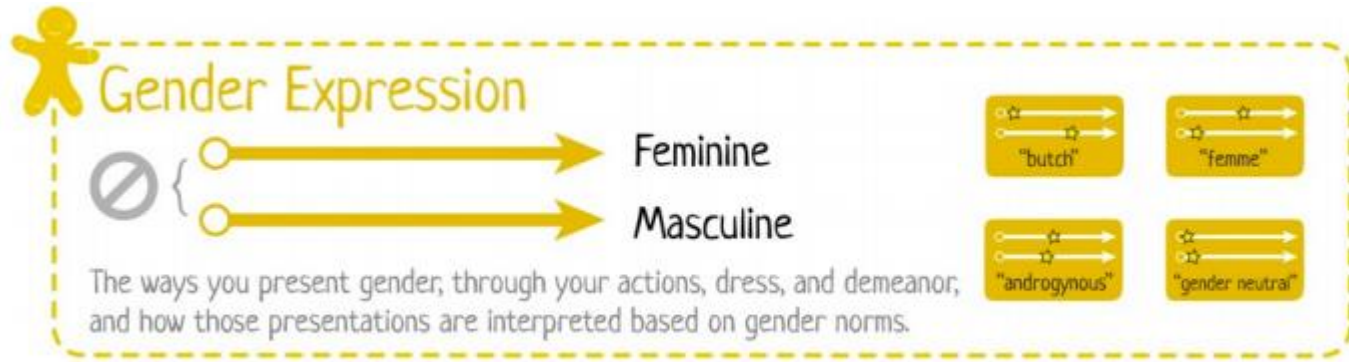 Gender Expression
Feminine
Masculine
The ways you present gender, through your actions, dress, and demeanor,
and how those presentations are interpreted based on gender norms.
"butch"
"femme"
"androgynous"
"gender neutral"